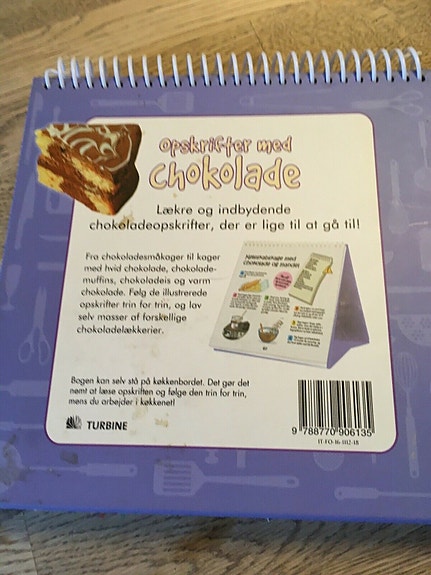 Opskrifter med
chokolade
Lækre og indbydende
chokoladeopskrifter, der er lige til at gå til!
Fra chokoladesmåkager til kager
med hvid chokolade, chokolade-
muffins, chokoladeis og varm
chokolade. Følg de illustrerede
opskrifter trin for trin, og lav
selv masser af forskellige
chokoladelækkerier.
chokolade og mandler
Bogen kan selv stå på køkkenbordet. Det gør det
nemt at læse opskriften og følge den trin for trin,
mens du arbejder i køkkenet!
TURBINE
9 788770 906135